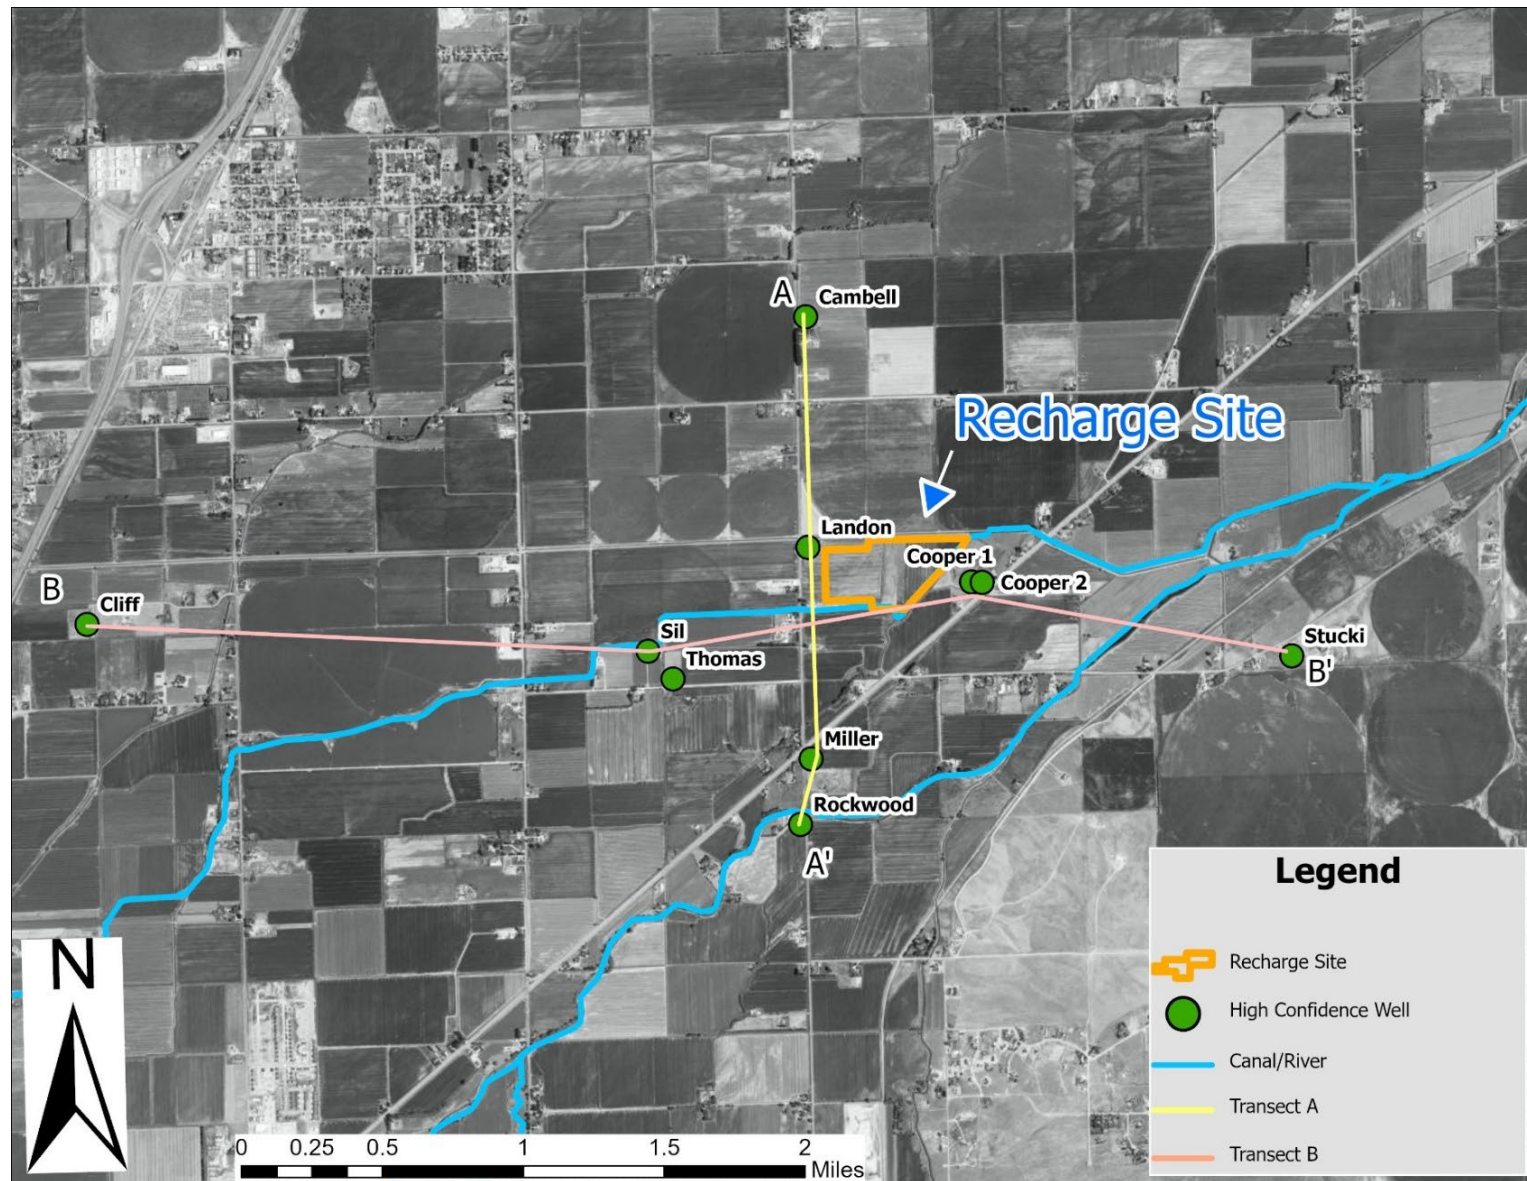 A
Cambell
Recharge Site
Landon
Cooper 1
Cooper 2
B
Cliff
Sil
Thomas
Stucki
B'
Miller
Rockwood
A'
Legend
Recharge Site
High Confidence Well
Canal/River
Transect A
Transect B
N
0 0.25 0.5 1 1.5 2
Miles